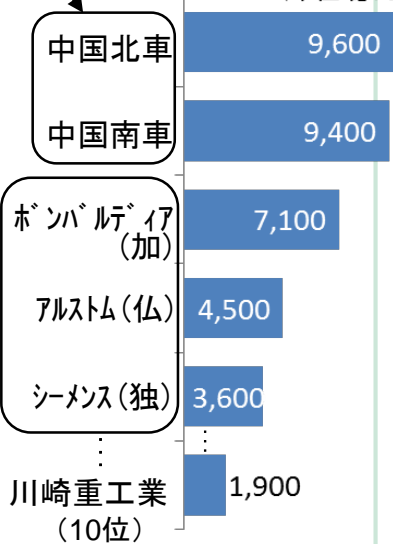 中国北車 9,600
中国南車 9,400
ﾎﾞﾝﾊﾞﾙﾃﾞｨｱ
(加) 7,100
ｱﾙｽﾄﾑ(仏) 4,500
ｼｰﾒﾝｽ(独) 3,600
川崎重工業 1,900
(10位)